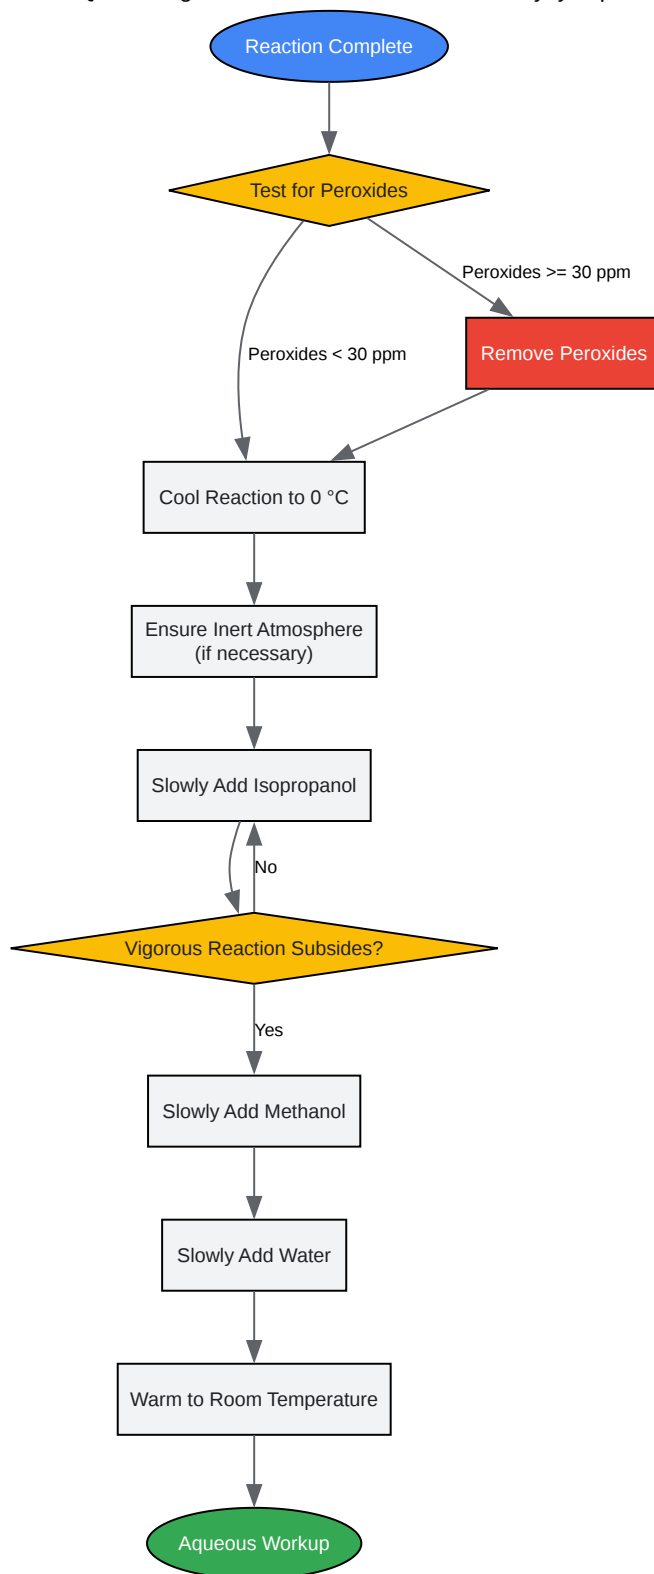 Reaction Complete
Test for Peroxides
Peroxides >= 30 ppm
Peroxides < 30 ppm
Remove Peroxides
Cool Reaction to 0 °C
Ensure Inert Atmosphere
(if necessary)
Slowly Add Isopropanol
No
Vigorous Reaction Subsides?
Yes
Slowly Add Methanol
Slowly Add Water
Warm to Room Temperature
Aqueous Workup